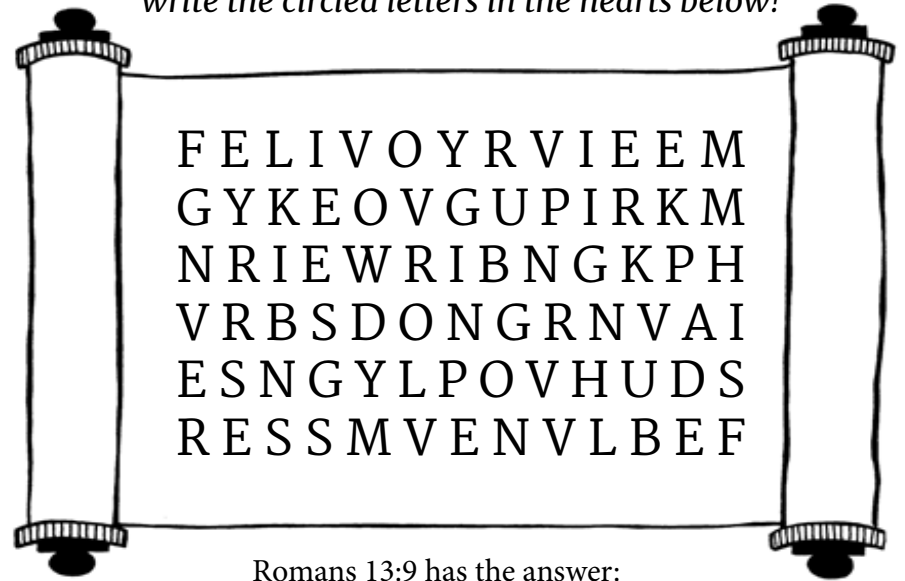 write the circled letters in the hearts below!
F E L I V O Y R V I E E M
G Y K E O V G U P I R K M
N R I E W R I B N G K P H
V R B S D O N G R N V A I
E S N G Y L P O V H U D S
R E S S M V E N V L B E F
Romans 13:9 has the answer: